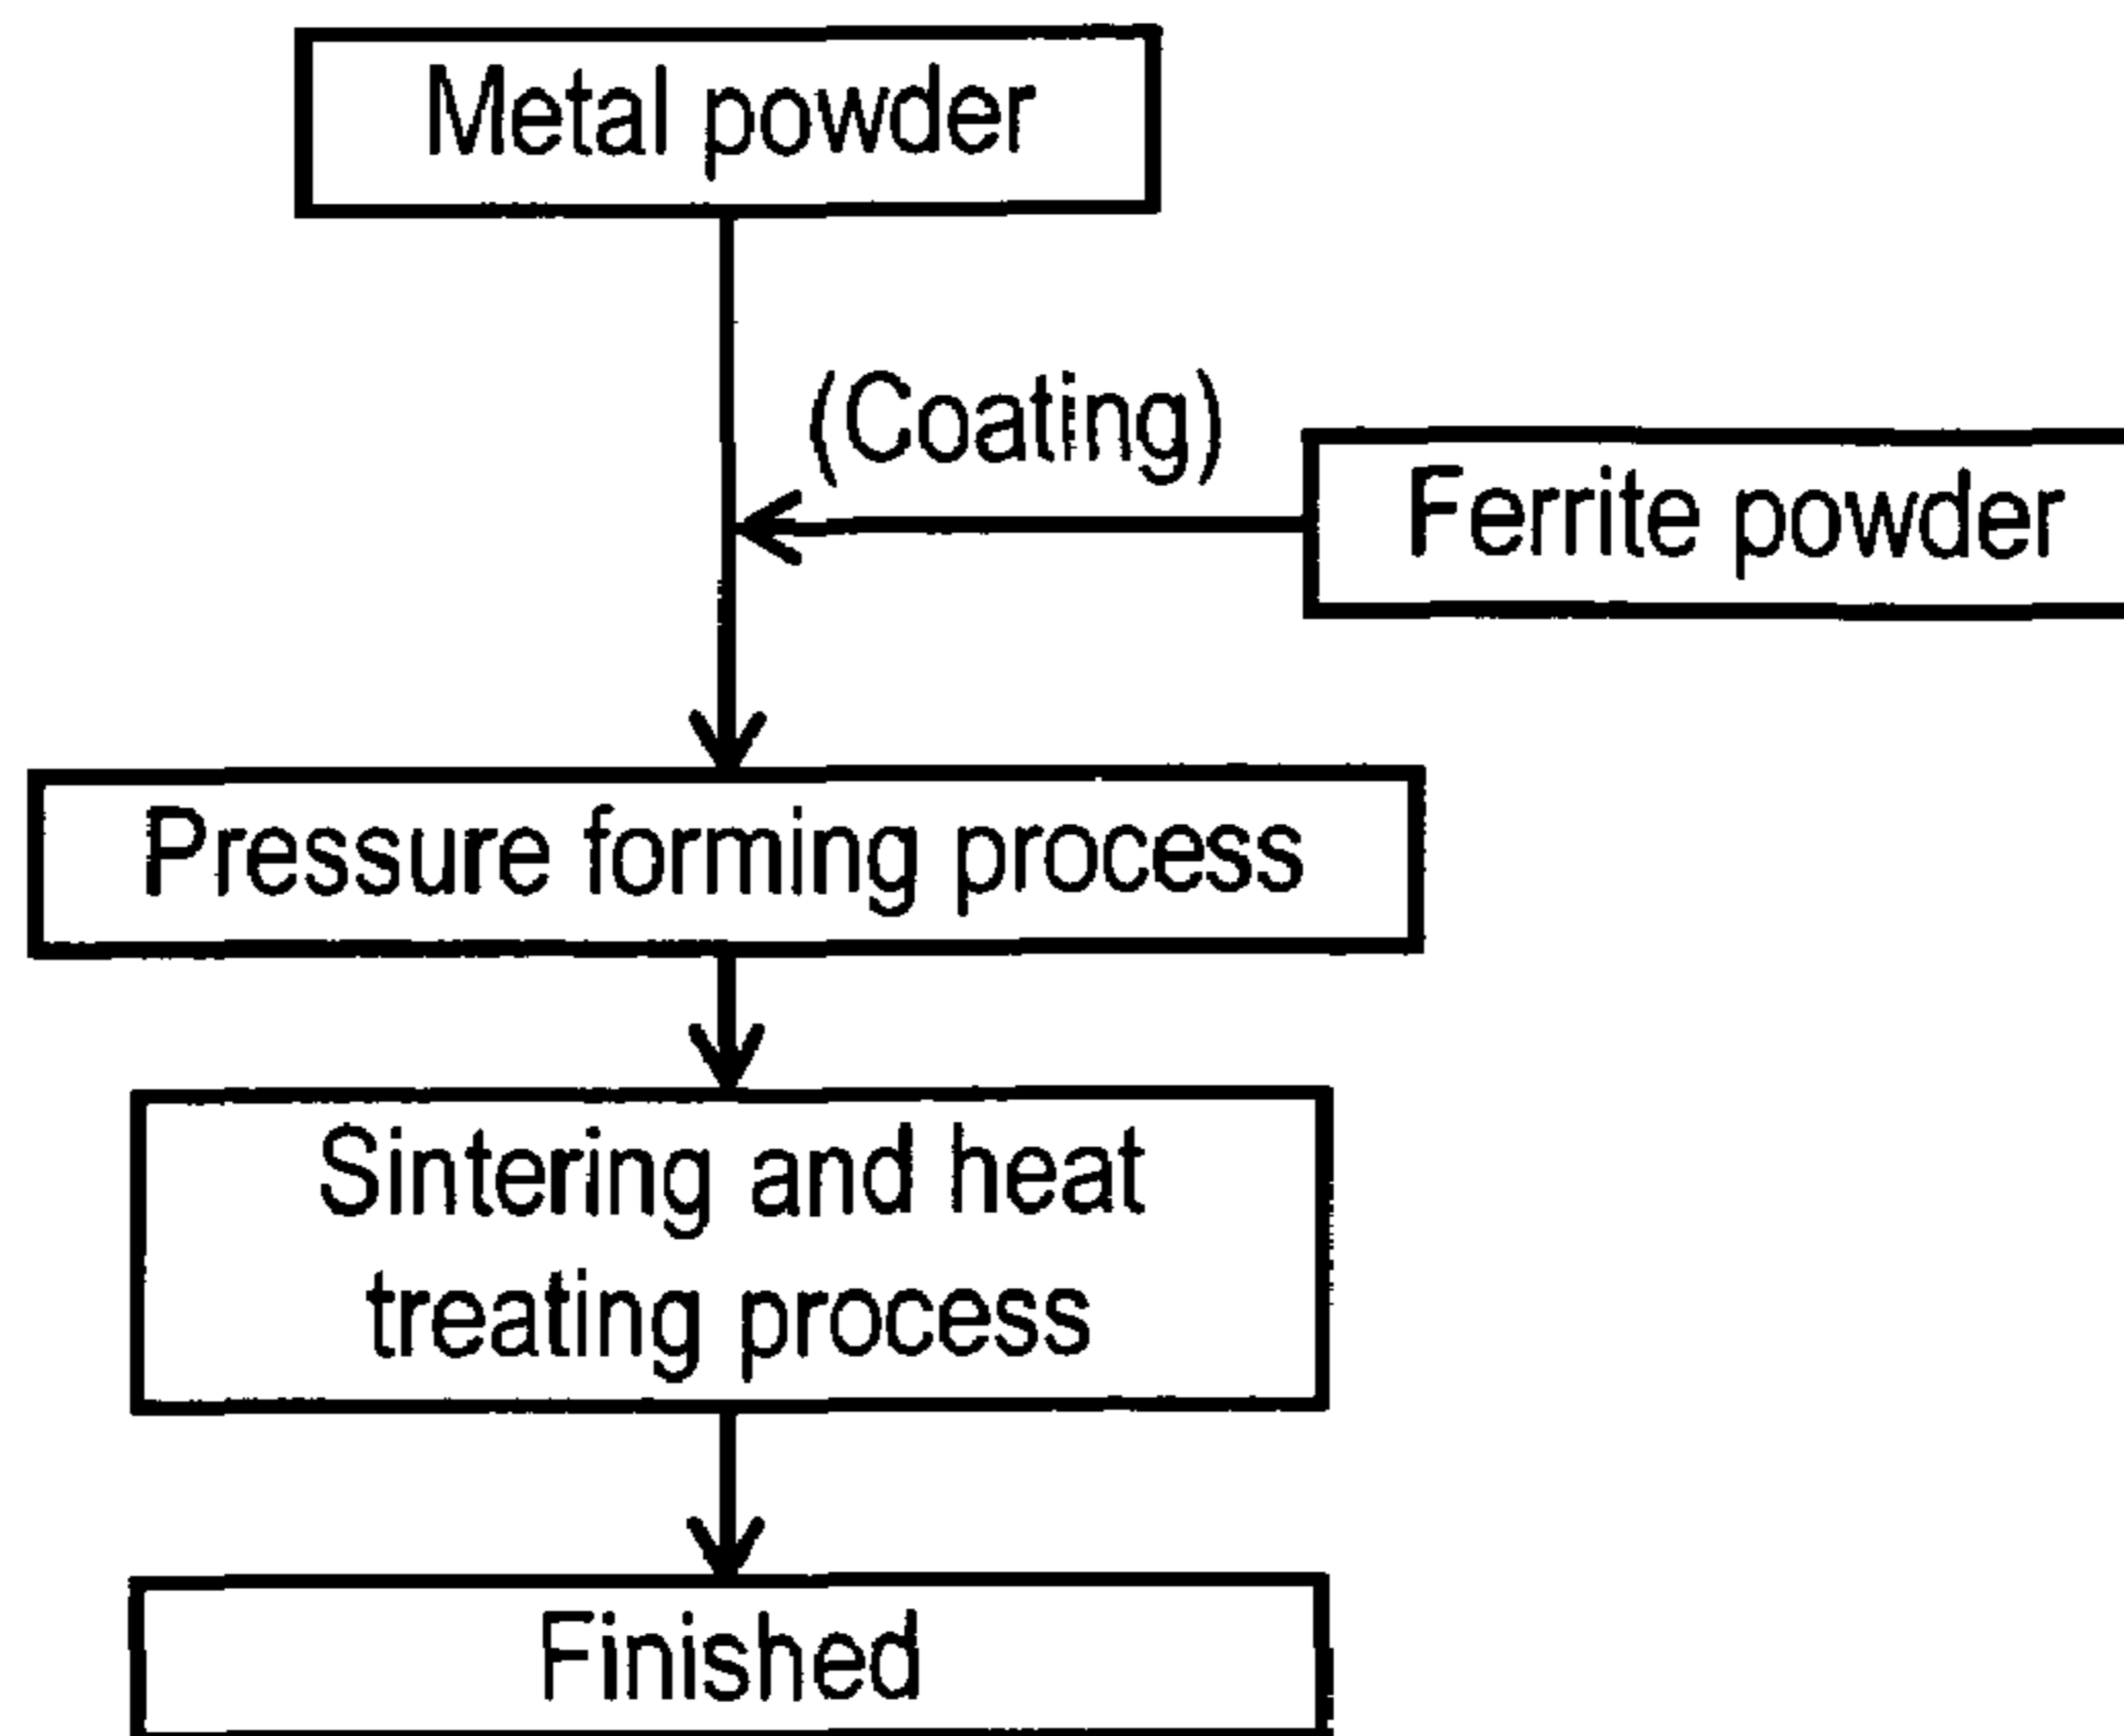 Metal powder
(Coating)
Ferrite powder
Pressure forming process
Sintering and heat
treating process
Finished